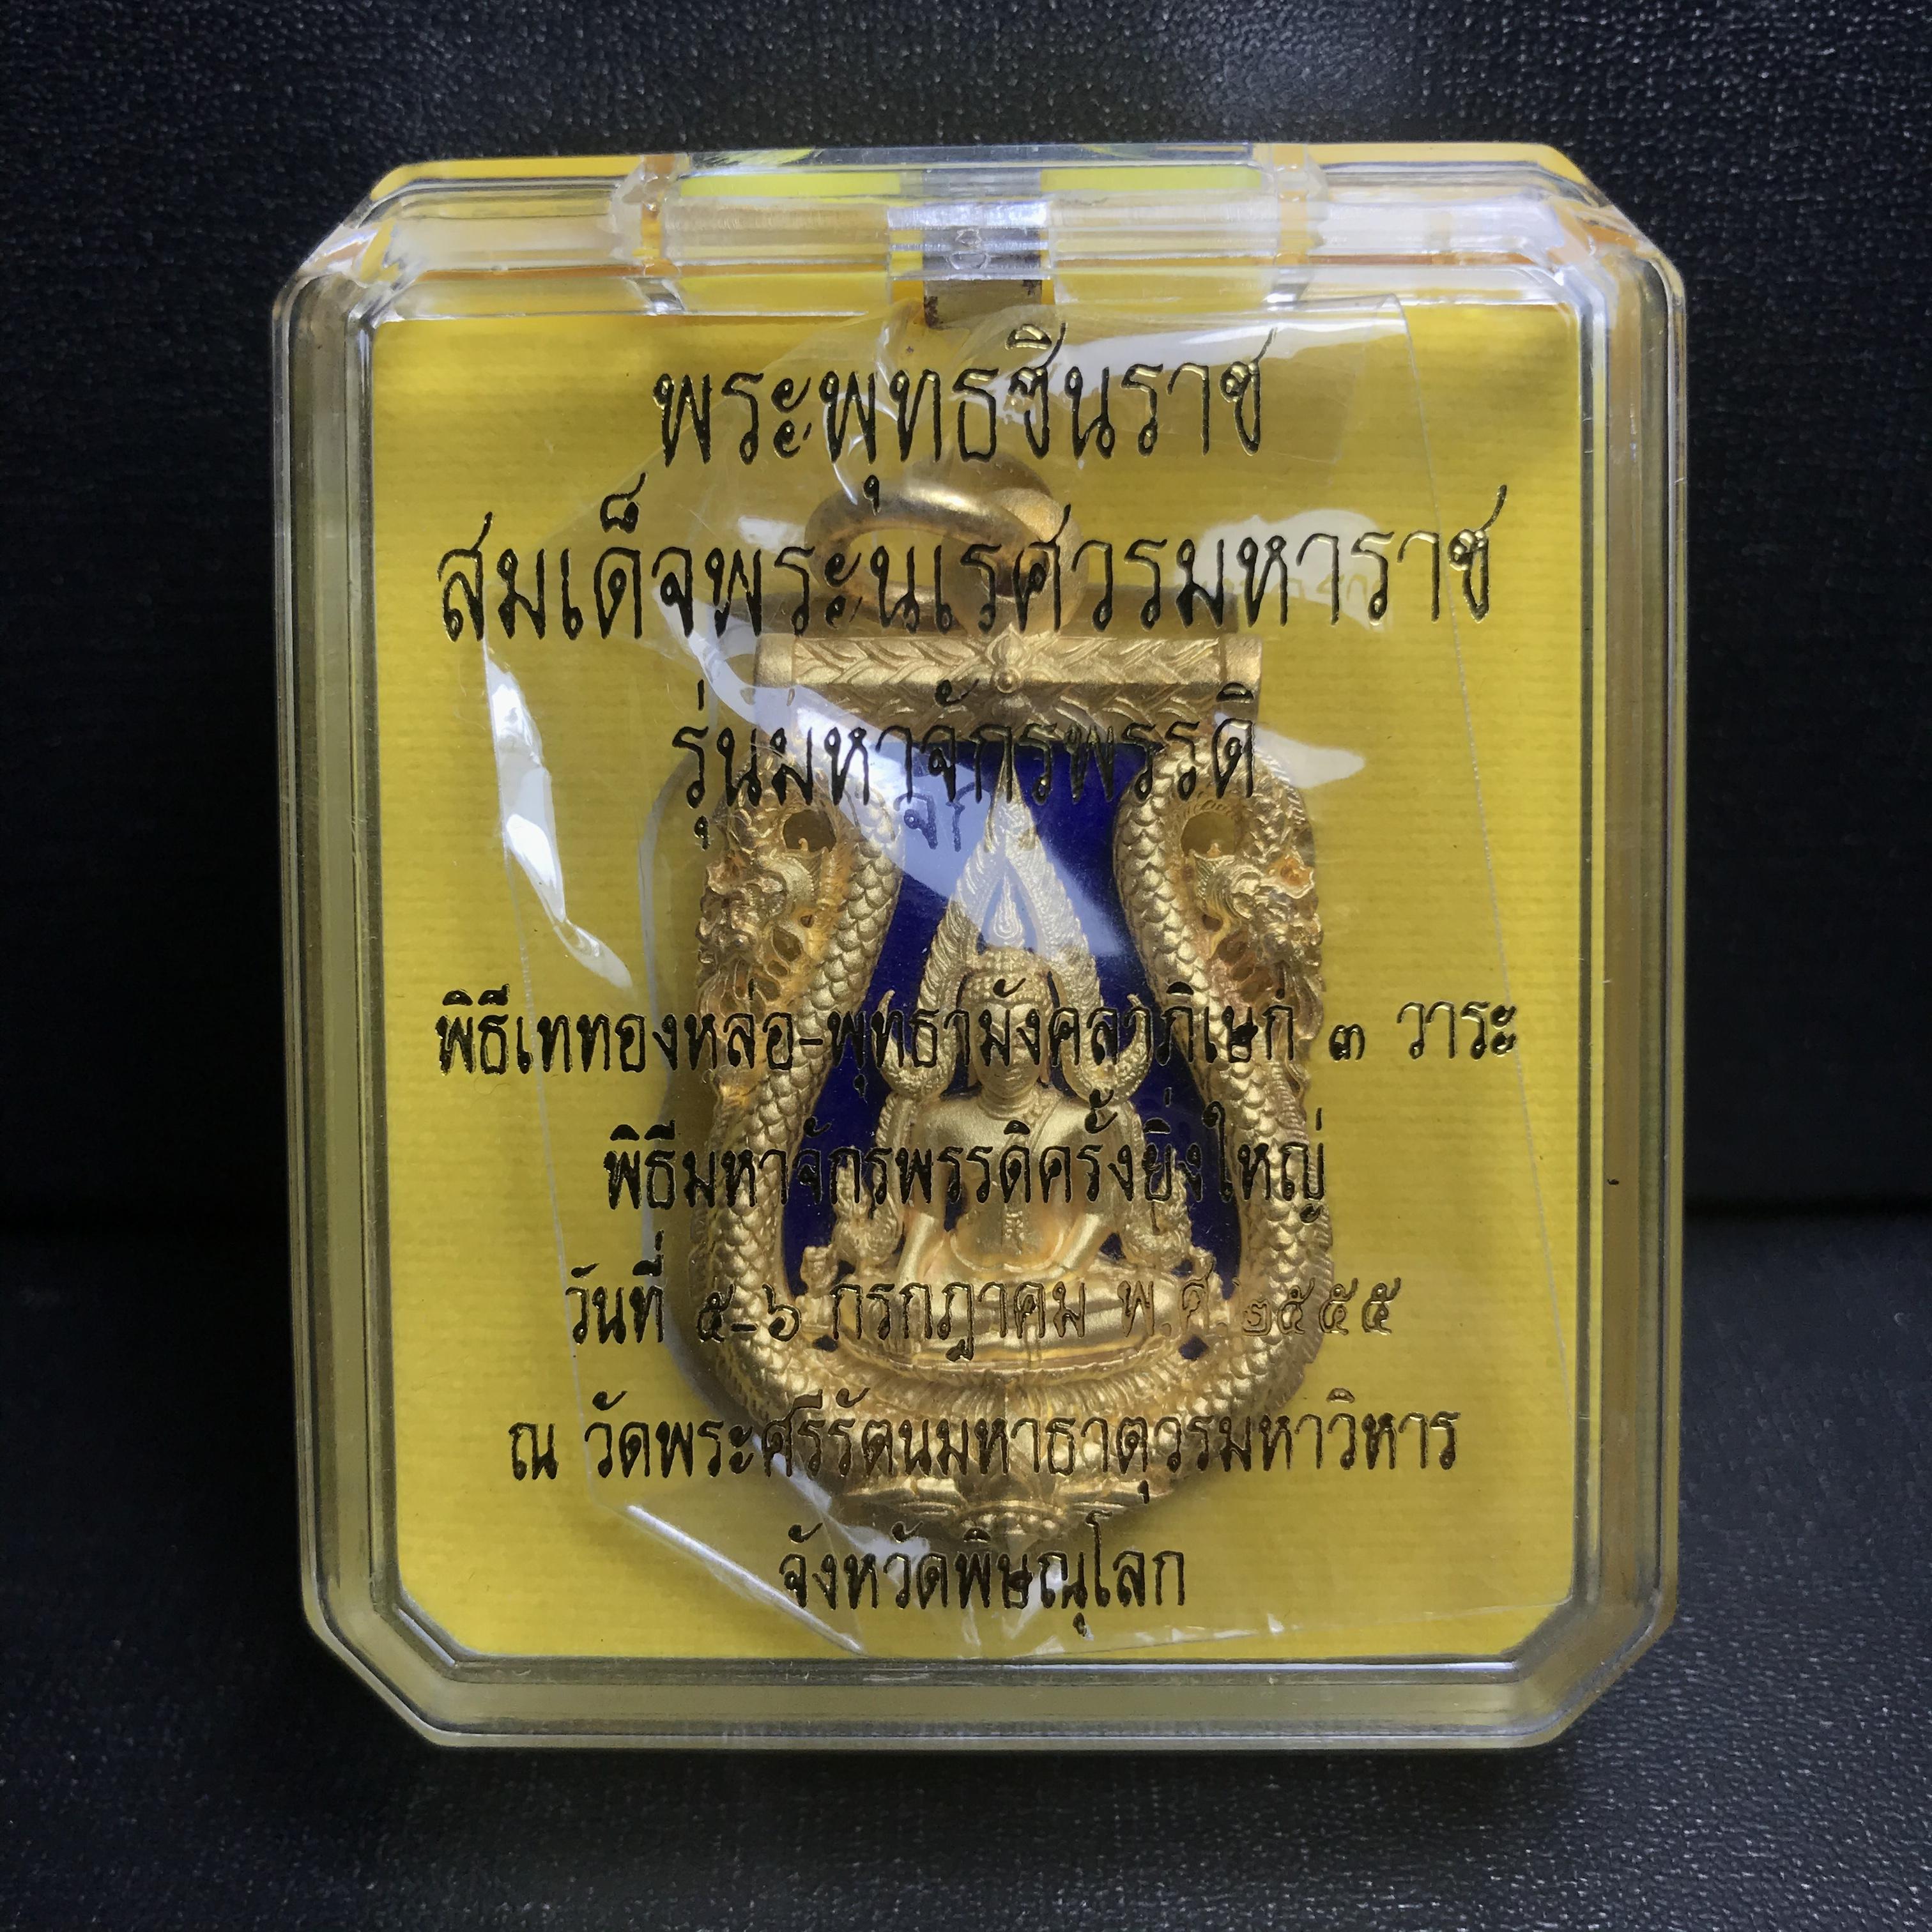 พระพุทธชินราช
สมเด็จพระนเรศวรมหาราช
รุ่นมหาจักรพรรดิ
พิธีเททองหล่อ-พุทธามังคลาภิเษก ๓ วาระ
พิธีมหาจักรพรรดิครั้งยิ่งใหญ่
วันที่ ๕-๖ กรกฎาคม พ.ศ.๒๕๕๕
ณ วัดพระศรีรัตนมหาธาตุวรมหาวิหาร
จังหวัดพิษณุโลก